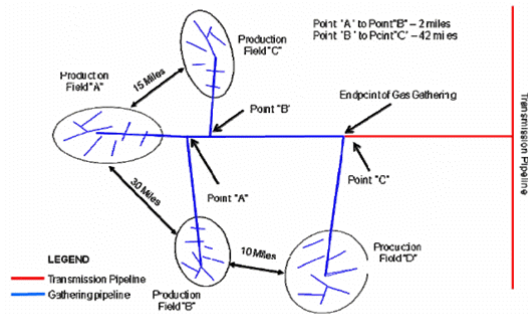 Point "A" to Point "B" – 2 miles
Point "B" to Point "C" – 42 miles
Production
Field "C"
Production
Field "A"
15 Miles
Point "B"
Endpoint of Gas Gathering
Transmission Pipeline
Point "A"
Point "C"
30 Miles
10 Miles
Production
Field "D"
LEGEND
Transmission Pipeline
Gathering pipeline
Production
Field "B"